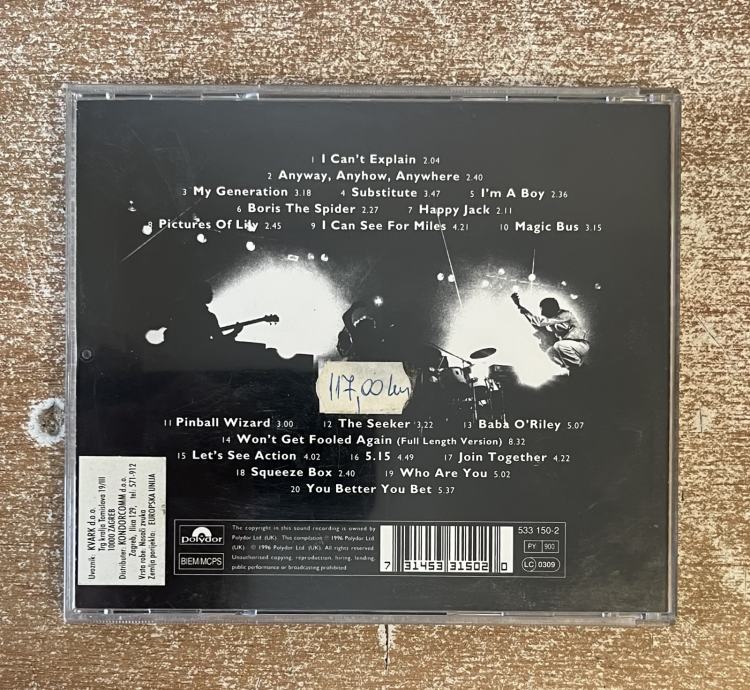 1 I Can't Explain 2.04
2 Anyway, Anyhow, Anywhere 2.40
3 My Generation 3.18 4 Substitute 3.47 5 I'm A Boy 2.36
6 Boris The Spider 2.27 7 Happy Jack 2.11
8 Pictures Of Lily 2.45 9 I Can See For Miles 4.21 10 Magic Bus 3.15
117,00 kn
11 Pinball Wizard 3.00 12 The Seeker 3.22 13 Baba O'Riley 5.07
14 Won't Get Fooled Again (Full Length Version) 8.32
15 Let's See Action 4.02 16 5.15 4.49 17 Join Together 4.22
18 Squeeze Box 2.40 19 Who Are You 5.02
20 You Better You Bet 5.37
Uvoznik: KVARK d.o.o.
Trg kralja Tomislava 19/III
10000 ZAGREB
Distributer: KONDORCOMM d.o.o.
Zagreb, Ilica 129, tel: 571-912
Vrsta robe: Nosači zvuka
Zemlja porijekla: EUROPSKA UNIJA
polydor
BIEM/MCPS
The copyright in this sound recording is owned by
Polydor Ltd. (UK). This compilation ℗ 1996 Polydor Ltd.
(UK). © 1996 Polydor Ltd. (UK). All rights reserved.
Unauthorised copying, reproduction, hiring, lending,
public performance or broadcasting prohibited.
7 31453 31502 0
533 150-2
PY 900
LC 0309